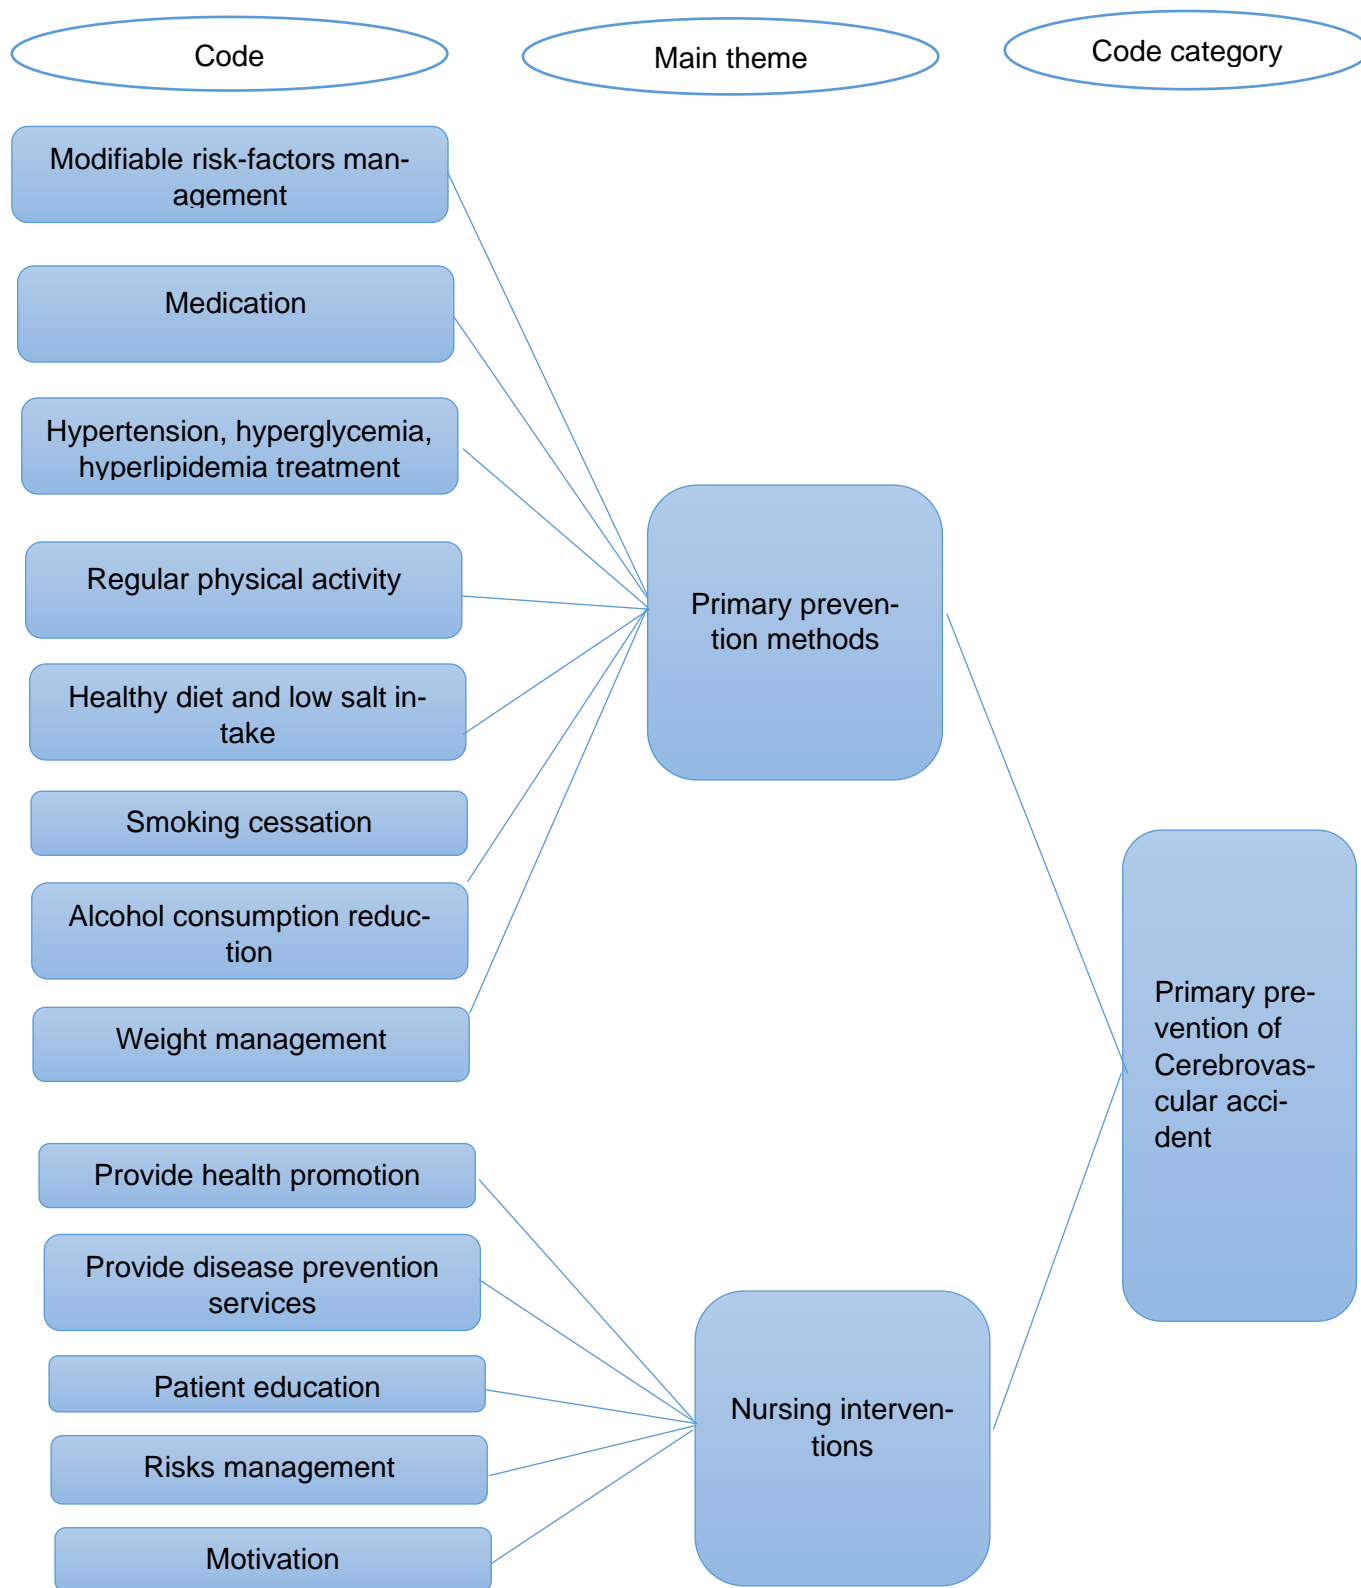 Code
Main theme
Code category
Modifiable risk-factors man-
agement
Medication
Hypertension, hyperglycemia,
hyperlipidemia treatment
Regular physical activity
Healthy diet and low salt in-
take
Smoking cessation
Alcohol consumption reduc-
tion
Weight management
Primary preven-
tion methods
Provide health promotion
Provide disease prevention
services
Patient education
Risks management
Motivation
Nursing interven-
tions
Primary pre-
vention of
Cerebrovas-
cular acci-
dent